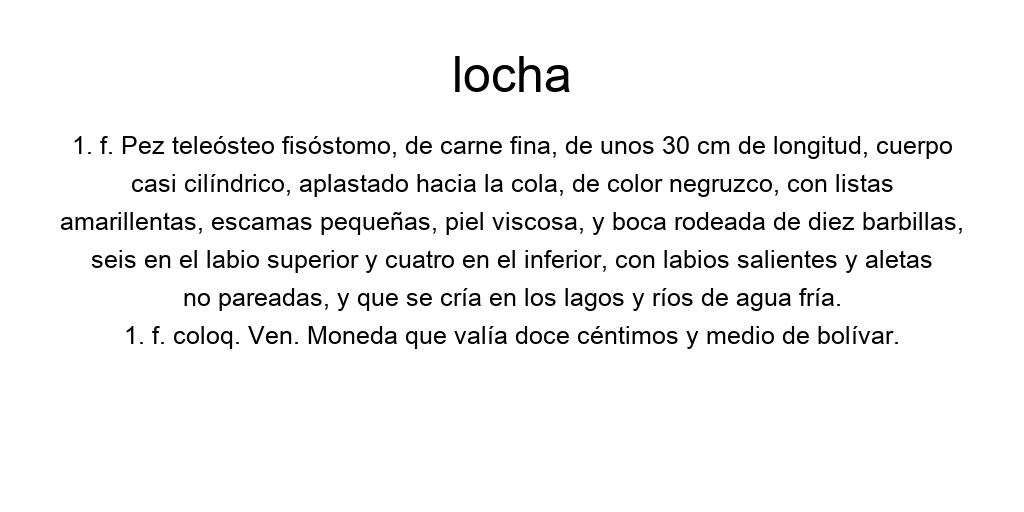 locha
1. f. Pez teleósteo fisóstomo, de carne fina, de unos 30 cm de longitud, cuerpo
casi cilíndrico, aplastado hacia la cola, de color negruzco, con listas
amarillentas, escamas pequeñas, piel viscosa, y boca rodeada de diez barbillas,
seis en el labio superior y cuatro en el inferior, con labios salientes y aletas
no pareadas, y que se cría en los lagos y ríos de agua fría.
1. f. coloq. Ven. Moneda que valía doce céntimos y medio de bolívar.